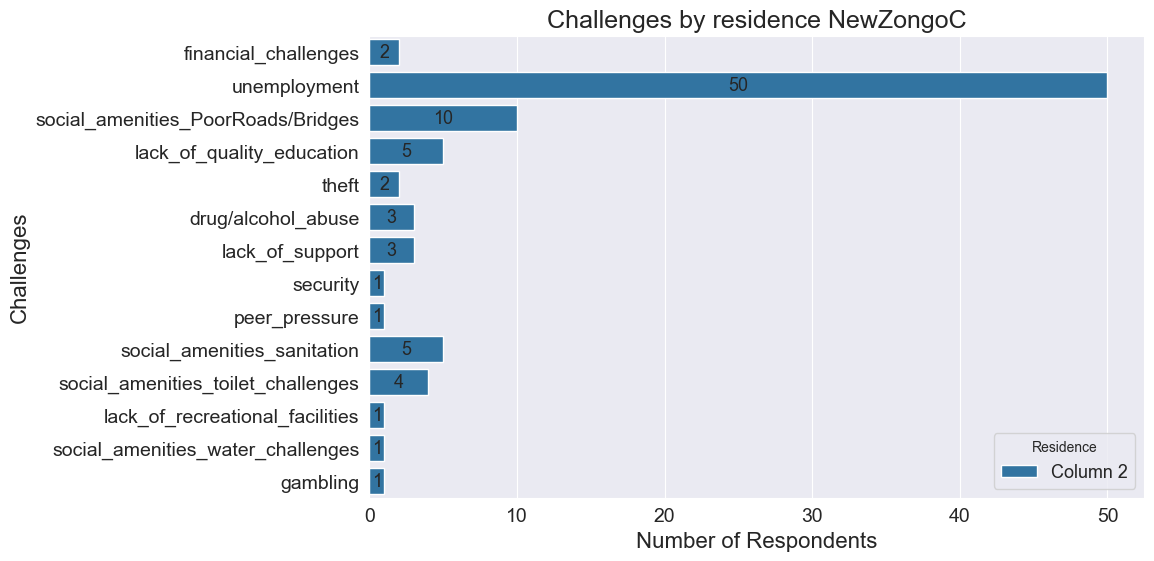 Challenges by residence NewZongoC
Challenges
financial_challenges 2
unemployment 50
social_amenities_PoorRoads/Bridges 10
lack_of_quality_education 5
theft 2
drug/alcohol_abuse 3
lack_of_support 3
security 1
peer_pressure 1
social_amenities_sanitation 5
social_amenities_toilet_challenges 4
lack_of_recreational_facilities 1
social_amenities_water_challenges 1
gambling 1
Residence
Column 2
0 10 20 30 40 50
Number of Respondents